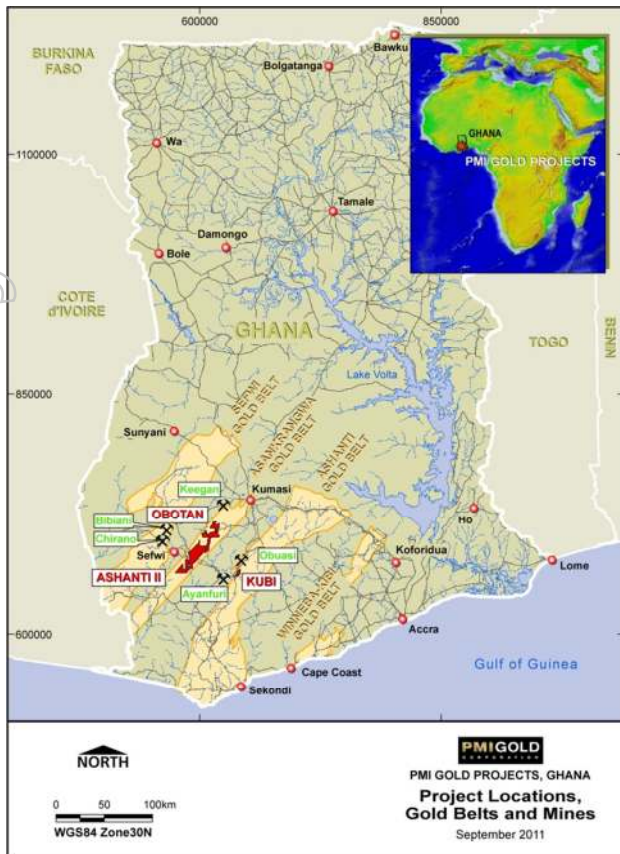 600000
850000
BURKINA
FASO
Bawku
Bolgatanga
GHANA
PMI GOLD PROJECTS
Wa
1100000
Tamale
Damongo
Bole
COTE
d'IVOIRE
GHANA
TOGO
BENIN
Lake Volta
850000
SEFWI
GOLD BELT
ASANKRANGWA
GOLD BELT
ASHANTI
GOLD BELT
Sunyani
Keegan
Kumasi
OBOTAN
Bibiani
Chirano
Ho
Sefwi
Obuasi
Koforidua
Lome
ASHANTI II
KUBI
Ayanfuri
WINNEBA-KIBI
GOLD BELT
600000
Accra
Gulf of Guinea
Cape Coast
Sekondi
NORTH
0 50 100km
WGS84 Zone30N
PMIGOLD
CORPORATION
PMI GOLD PROJECTS, GHANA
Project Locations,
Gold Belts and Mines
September 2011